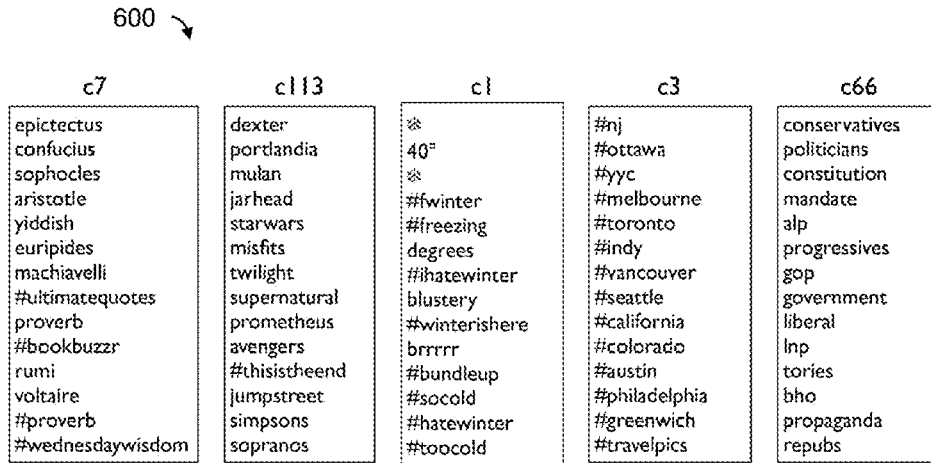 600
c7
epictectus
confucius
sophocles
aristotle
yiddish
euripides
machiavelli
#ultimatequotes
proverb
#bookbuzzr
rumi
voltaire
#proverb
#wednesdaywisdom
c113
dexter
portlandia
mulan
jarhead
starwars
misfits
twilight
supernatural
prometheus
avengers
#thisistheend
jumpstreet
simpsons
sopranos
c1
❄
40°
❄
#fwinter
#freezing
degrees
#ihatewinter
blustery
#winterishere
brrrrr
#bundleup
#socold
#hatewinter
#toocold
c3
#nj
#ottawa
#yyc
#melbourne
#toronto
#indy
#vancouver
#seattle
#california
#colorado
#austin
#philadelphia
#greenwich
#travelpics
c66
conservatives
politicians
constitution
mandate
alp
progressives
gop
government
liberal
lnp
tories
bho
propaganda
repubs